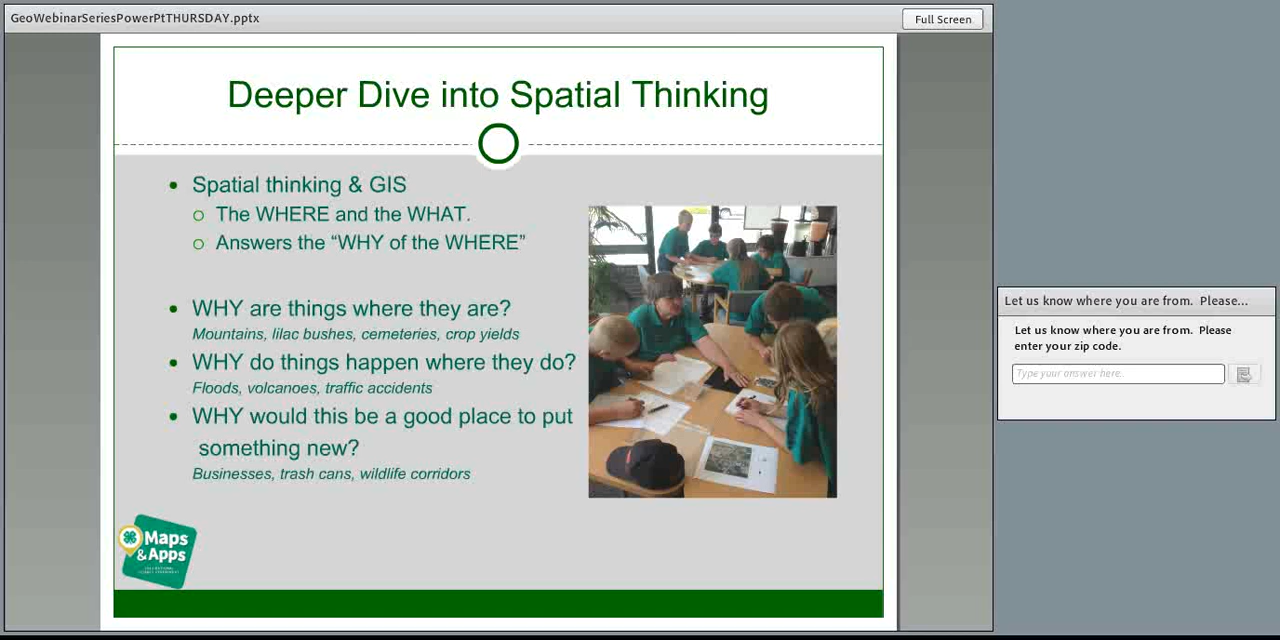 GeoWebinarSeriesPowerPtTHURSDAY.pptx
Full Screen
Deeper Dive into Spatial Thinking
• Spatial thinking & GIS
o The WHERE and the WHAT.
o Answers the “WHY of the WHERE”
• WHY are things where they are?
Mountains, lilac bushes, cemeteries, crop yields
• WHY do things happen where they do?
Floods, volcanoes, traffic accidents
• WHY would this be a good place to put
something new?
Businesses, trash cans, wildlife corridors
Maps
& Apps
Let us know where you are from. Please...
Let us know where you are from. Please
enter your zip code.
Type your answer here..